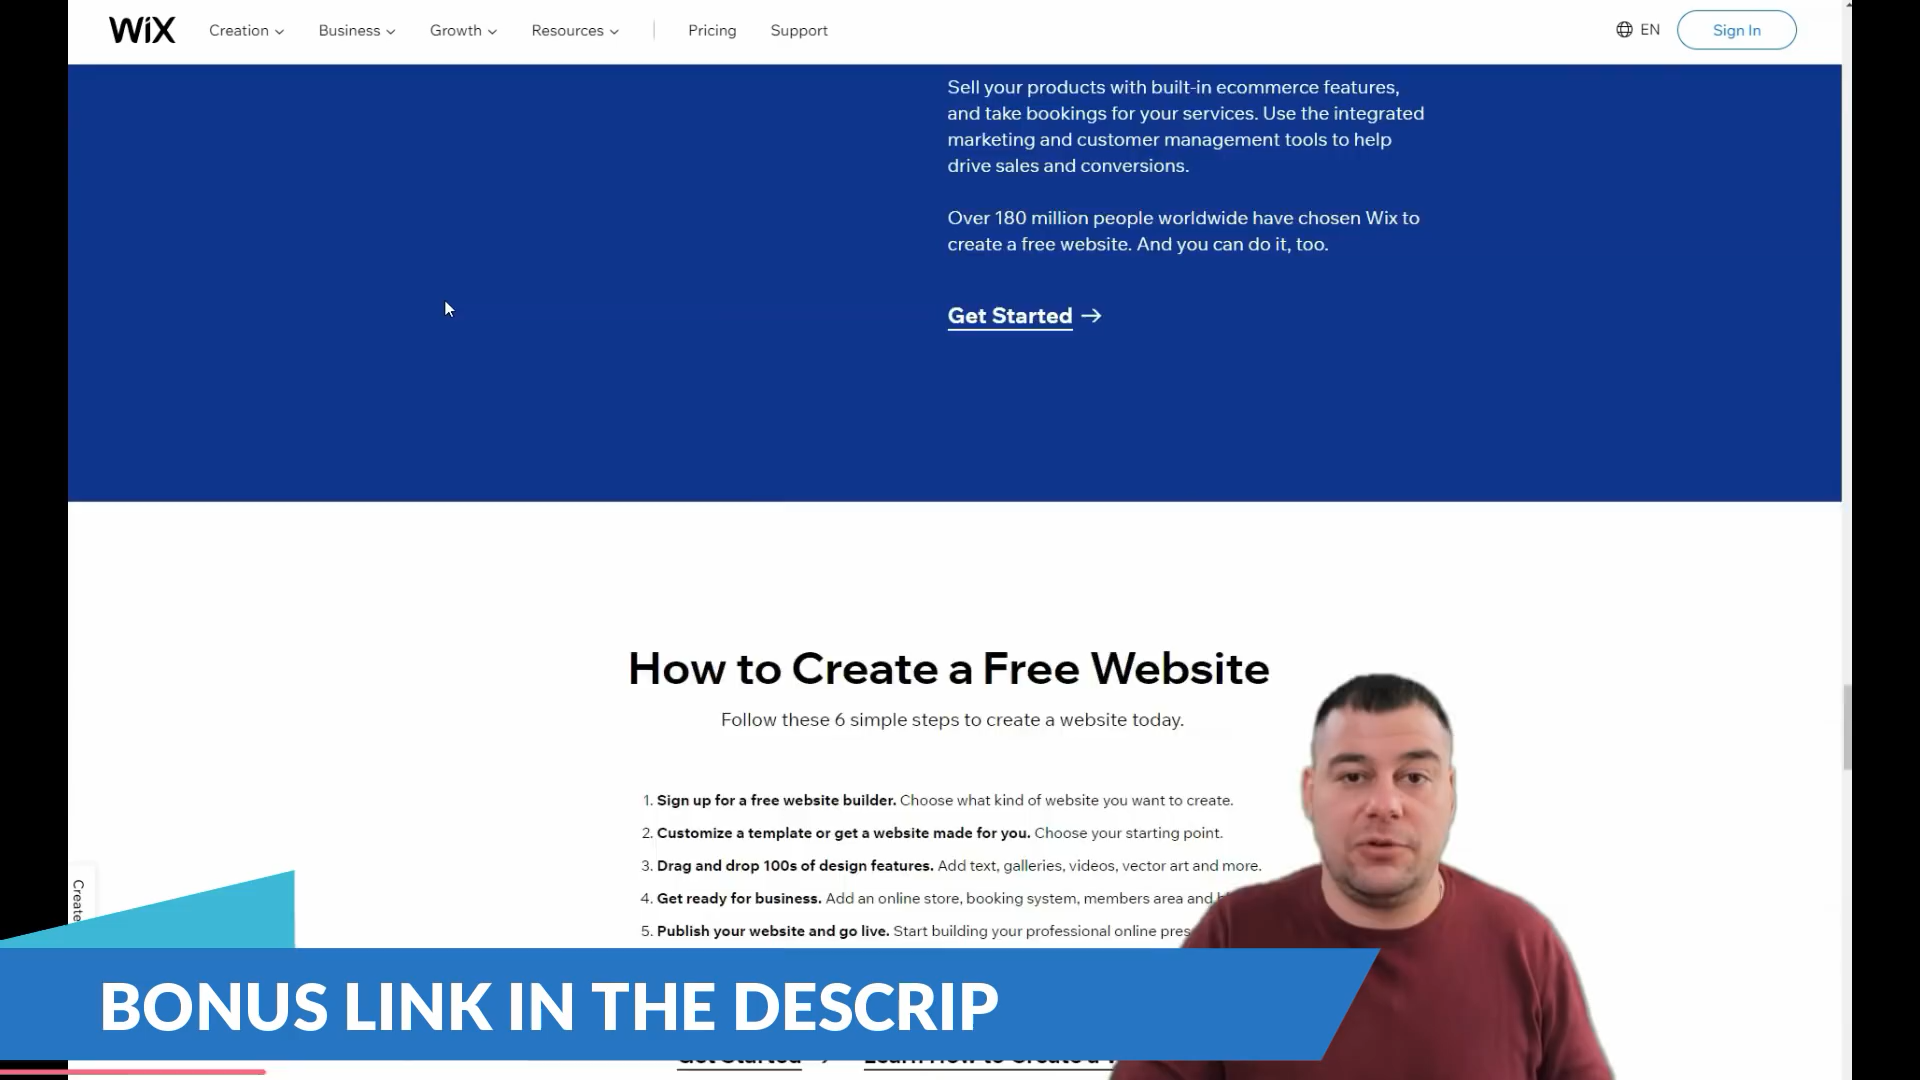 WiX Creation Business Growth Resources Pricing Support EN Sign In
Sell your products with built-in ecommerce features,
and take bookings for your services. Use the integrated
marketing and customer management tools to help
drive sales and conversions.
Over 180 million people worldwide have chosen Wix to
create a free website. And you can do it, too.
Get Started →
How to Create a Free Website
Follow these 6 simple steps to create a website today.
1. Sign up for a free website builder. Choose what kind of website you want to create.
2. Customize a template or get a website made for you. Choose your starting point.
3. Drag and drop 100s of design features. Add text, galleries, videos, vector art and more.
4. Get ready for business. Add an online store, booking system, members area and
5. Publish your website and go live. Start building your professional online
Create
BONUS LINK IN THE DESCRIP
Get Started Learn How to Create a